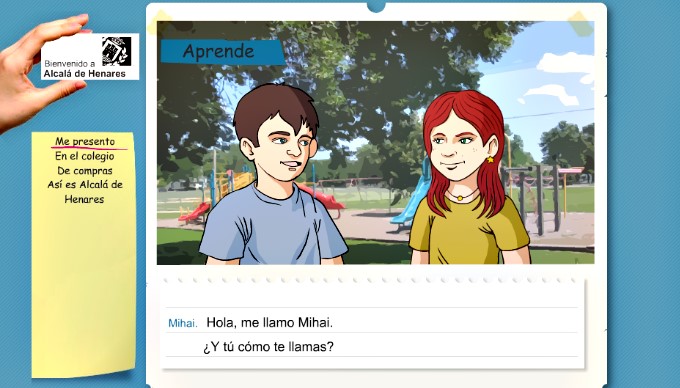 Bienvenido a
Alcalá de Henares
Aprende
Me presento
En el colegio
De compras
Así es Alcalá de
Henares
Mihai. Hola, me llamo Mihai.
¿Y tú cómo te llamas?